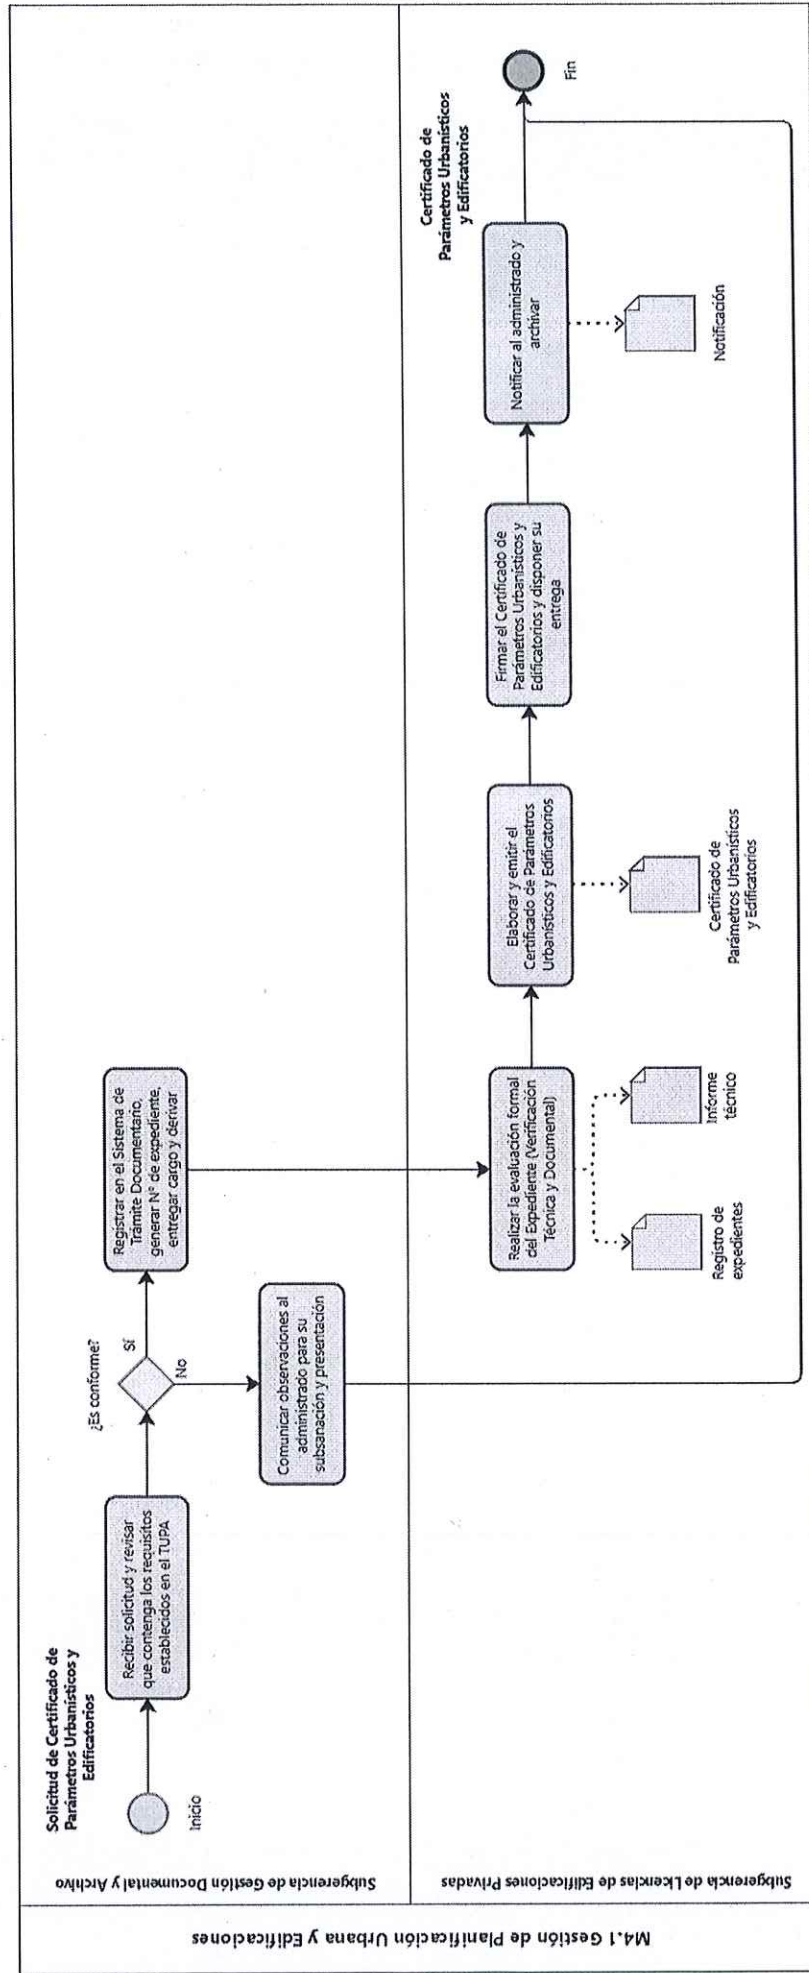 M4.1 Gestión de Planificación Urbana y Edificaciones
Subgerencia de Gestión Documental y Archivo
Solicitud de Certificado de
Parámetros Urbanísticos y
Edificatorios
Inicio
Recibir solicitud y revisar
que contenga los requisitos
establecidos en el TUPA
¿Es conforme?
Sí
No
Registrar en el Sistema de
Trámite Documentario,
generar N° de expediente,
entregar cargo y derivar
Comunicar observaciones al
administrado para su
subsanación y presentación
Subgerencia de Licencias de Edificaciones Privadas
Realizar la evaluación formal
del Expediente (Verificación
Técnica y Documental)
Registro de
expedientes
Informe
técnico
Elaborar y emitir el
Certificado de Parámetros
Urbanísticos y Edificatorios
Certificado de
Parámetros Urbanísticos
y Edificatorios
Firmar el Certificado de
Parámetros Urbanísticos y
Edificatorios y disponer su
entrega
Notificar al administrado y
archivar
Notificación
Certificado de
Parámetros Urbanísticos
y Edificatorios
Fin